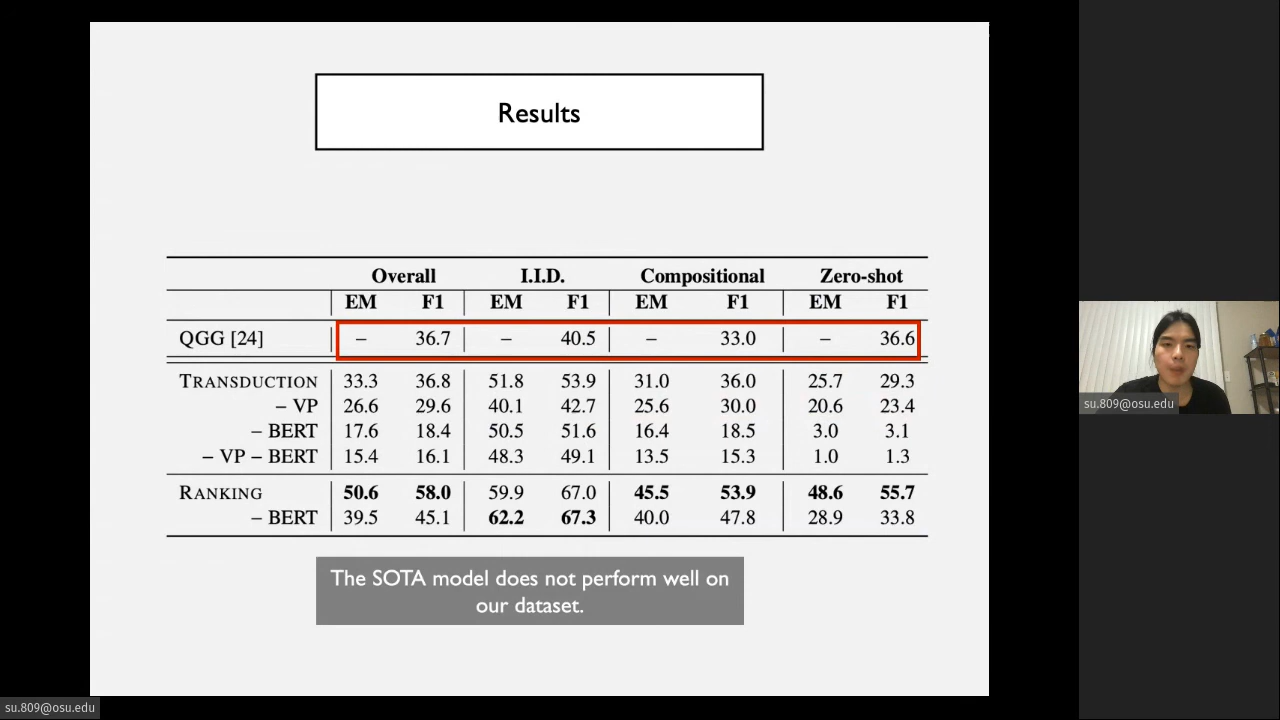 Results
Overall I.I.D. Compositional Zero-shot
EM F1 EM F1 EM F1 EM F1
QGG [24] – 36.7 – 40.5 – 33.0 – 36.6
TRANSDUCTION 33.3 36.8 51.8 53.9 31.0 36.0 25.7 29.3
– VP 26.6 29.6 40.1 42.7 25.6 30.0 20.6 23.4
– BERT 17.6 18.4 50.5 51.6 16.4 18.5 3.0 3.1
– VP – BERT 15.4 16.1 48.3 49.1 13.5 15.3 1.0 1.3
RANKING 50.6 58.0 59.9 67.0 45.5 53.9 48.6 55.7
– BERT 39.5 45.1 62.2 67.3 40.0 47.8 28.9 33.8
The SOTA model does not perform well on
our dataset.
su.809@osu.edu
su.809@osu.edu